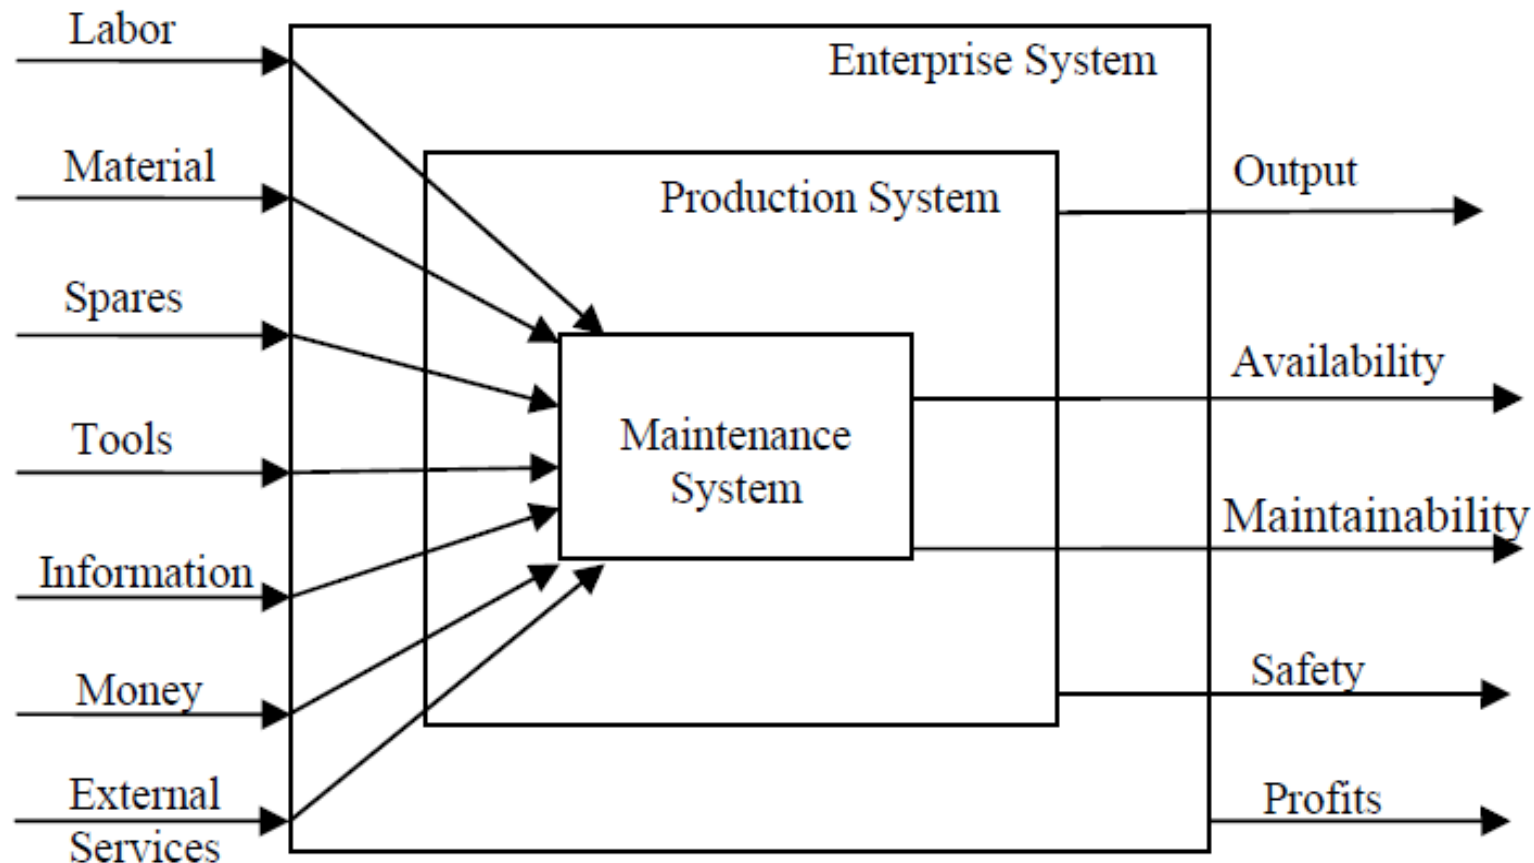 Labor
Enterprise System
Material
Production System
Output
Spares
Availability
Tools
Maintenance
System
Maintainability
Information
Safety
Money
External
Services
Profits